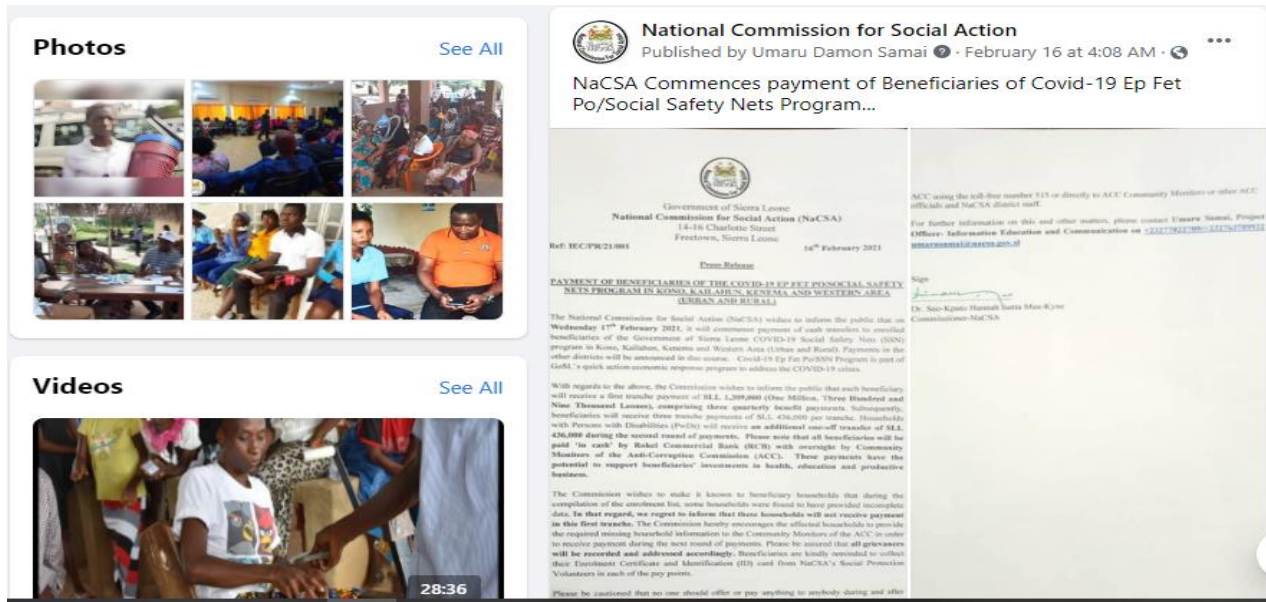 Photos
See All
Videos
See All
28:36
National Commission for Social Action
Published by Umaru Damon Samai · February 16 at 4:08 AM ·
NaCSA Commences payment of Beneficiaries of Covid-19 Ep Fet
Po/Social Safety Nets Program...
Government of Sierra Leone
National Commission for Social Action (NaCSA)
14-16 Charlotte Street
Freetown, Sierra Leone
Ref: IEC/PR/21/001
16th February 2021
Press Release
PAYMENT OF BENEFICIARIES OF THE COVID-19 EP FET PO/SOCIAL SAFETY
NETS PROGRAM IN KONO, KAILAHUN, KENEMA AND WESTERN AREA
(URBAN AND RURAL)
The National Commission for Social Action (NaCSA) wishes to inform the public that on
Wednesday 17th February 2021, it will commence payment of cash transfers to enrolled
beneficiaries of the Government of Sierra Leone COVID-19 Social Safety Nets (SSN)
program in Kono, Kailahun, Kenema and Western Area (Urban and Rural). Payments in the
other districts will be announced in due course. Covid-19 Ep Fet Po/SSN Program is part of
GoSL's quick action economic response program to address the COVID-19 crises.
With regards to the above, the Commission wishes to inform the public that each beneficiary
will receive a first tranche payment of SLL 1,309,000 (One Million, Three Hundred and
Nine Thousand Leones), comprising three quarterly benefit payments. Subsequently,
beneficiaries will receive three tranche payments of SLL 436,000 per tranche. Households
with Persons with Disabilities (PwDs) will receive an additional one-off transfer of SLL
436,000 during the second round of payments. Please note that all beneficiaries will be
paid 'in cash' by Rokel Commercial Bank (RCB) with oversight by Community
Monitors of the Anti-Corruption Commission (ACC). These payments have the
potential to support beneficiaries' investments in health, education and productive
business.
The Commission wishes to make it known to beneficiary households that during the
compilation of the enrolment list, some households were found to have provided incomplete
data. In that regard, we regret to inform that these households will not receive payment
in this first tranche. The Commission hereby encourages the affected households to provide
the required missing household information to the Community Monitors of the ACC in order
to receive payment during the next round of payments. Please be assured that all grievances
will be recorded and addressed accordingly. Beneficiaries are kindly reminded to collect
their Enrolment Certificate and Identification (ID) card from NaCSA's Social Protection
Volunteers in each of the pay points.
Please be cautioned that no one should offer or pay anything to anybody during and after
ACC using the toll-free number 515 or directly to ACC Community Monitors or other ACC
officials and NaCSA district staff.
For further information on this and other matters, please contact Umaru Samai, Project
Officer- Information Education and Communication on
umarusamai@nacsa.gov.sl
Sign
Dr. Sao-Kpato Hannah Isatta Max-Kyne
Commissioner-NaCSA